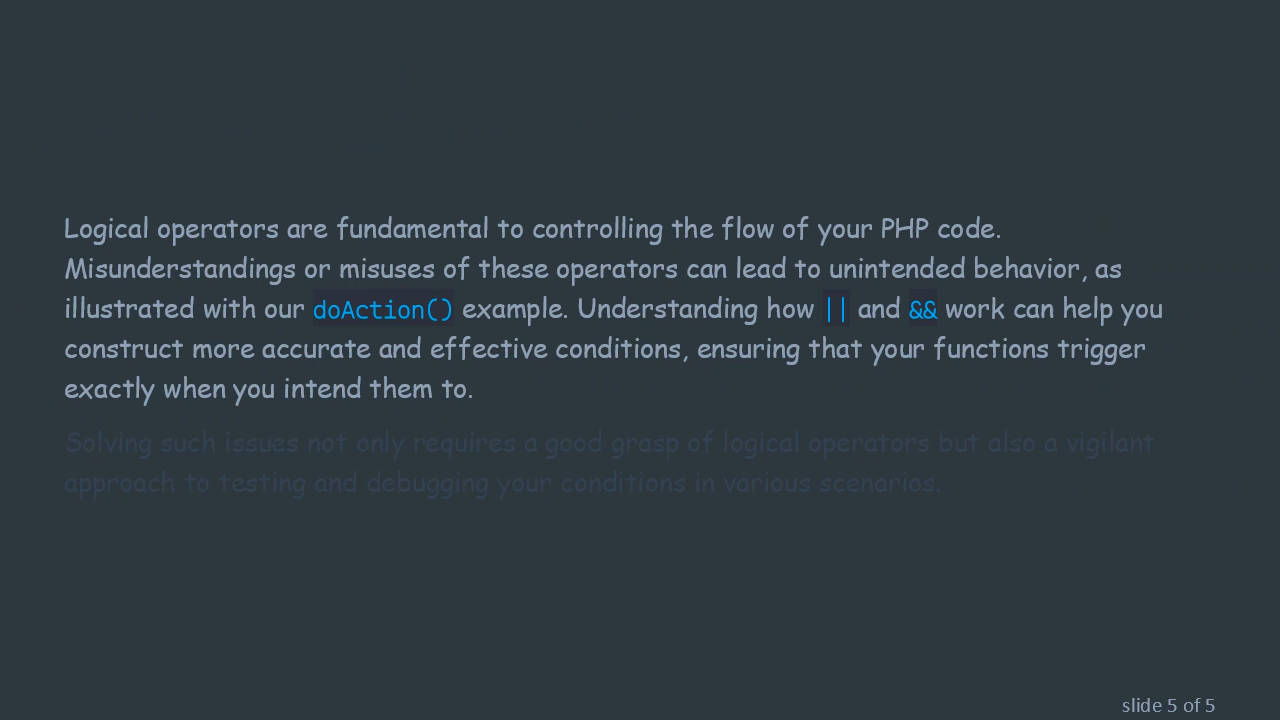 Logical operators are fundamental to controlling the flow of your PHP code.
Misunderstandings or misuses of these operators can lead to unintended behavior, as
illustrated with our doAction() example. Understanding how || and && work can help you
construct more accurate and effective conditions, ensuring that your functions trigger
exactly when you intend them to.
Solving such issues not only requires a good grasp of logical operators but also a vigilant
approach to testing and debugging your conditions in various scenarios.
slide 5 of 5